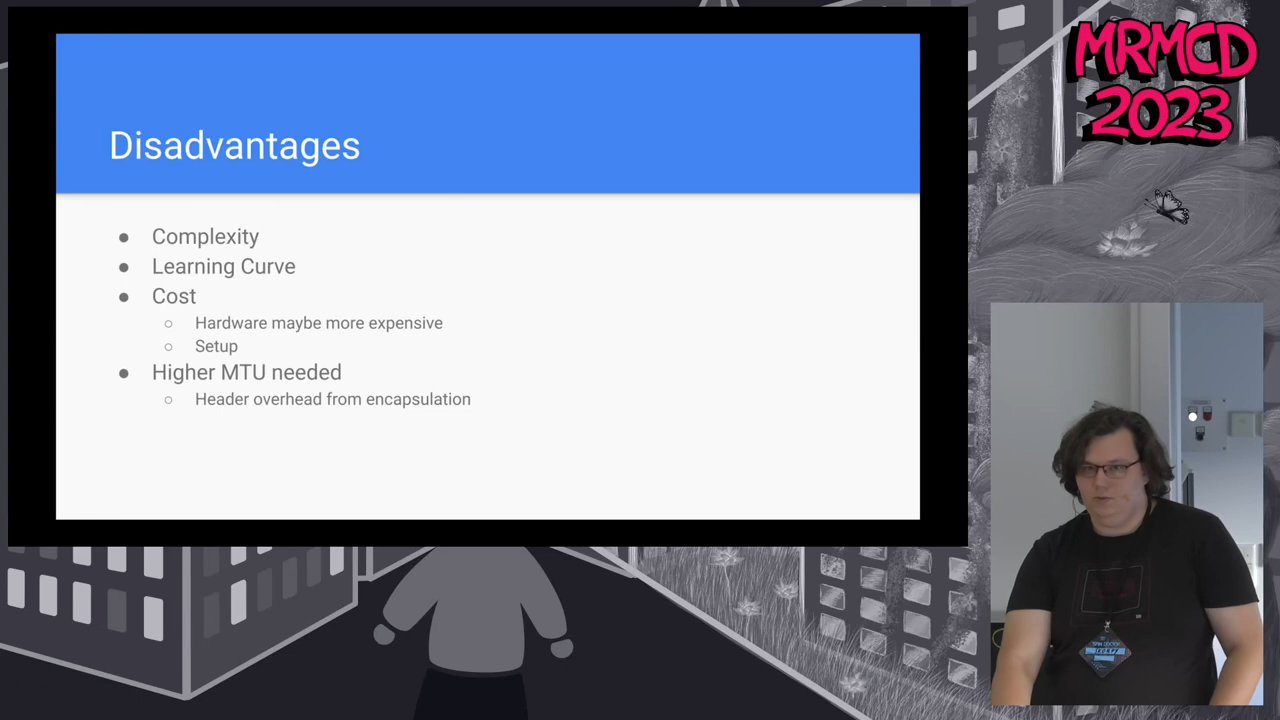 Disadvantages
● Complexity
● Learning Curve
● Cost
○ Hardware maybe more expensive
○ Setup
● Higher MTU needed
○ Header overhead from encapsulation
MRMCD
2023